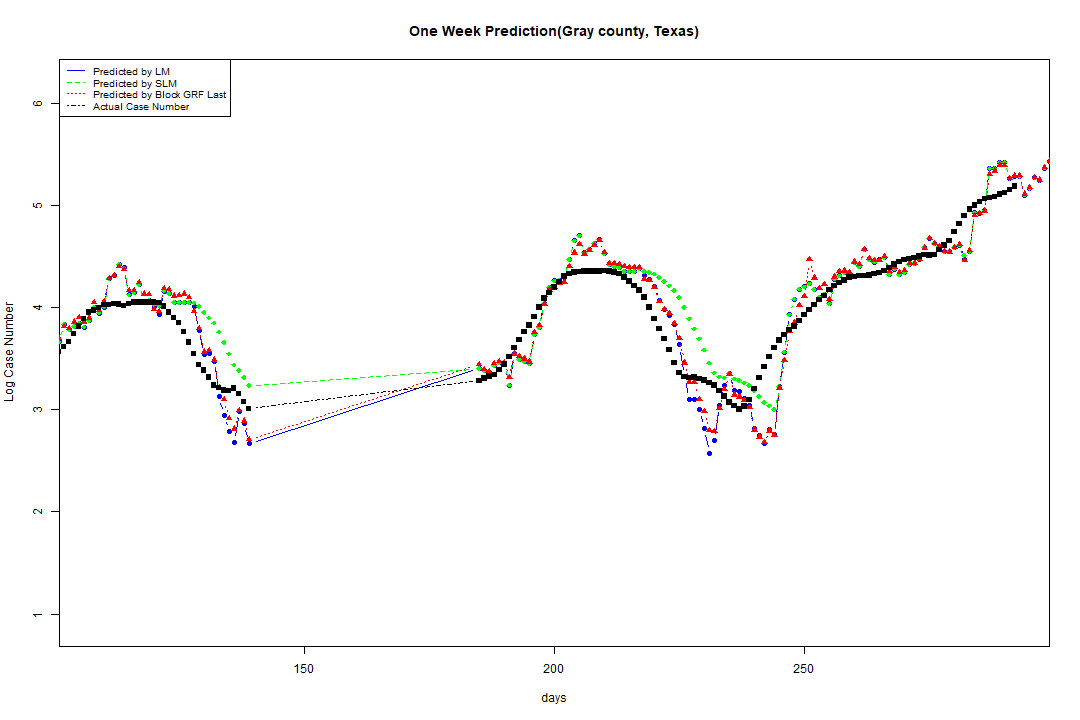 One Week Prediction(Gray county, Texas)
Predicted by LM
Predicted by SLM
Predicted by Block GRF Last
Actual Case Number
Log Case Number
6
5
4
3
2
1
150
200
250
days